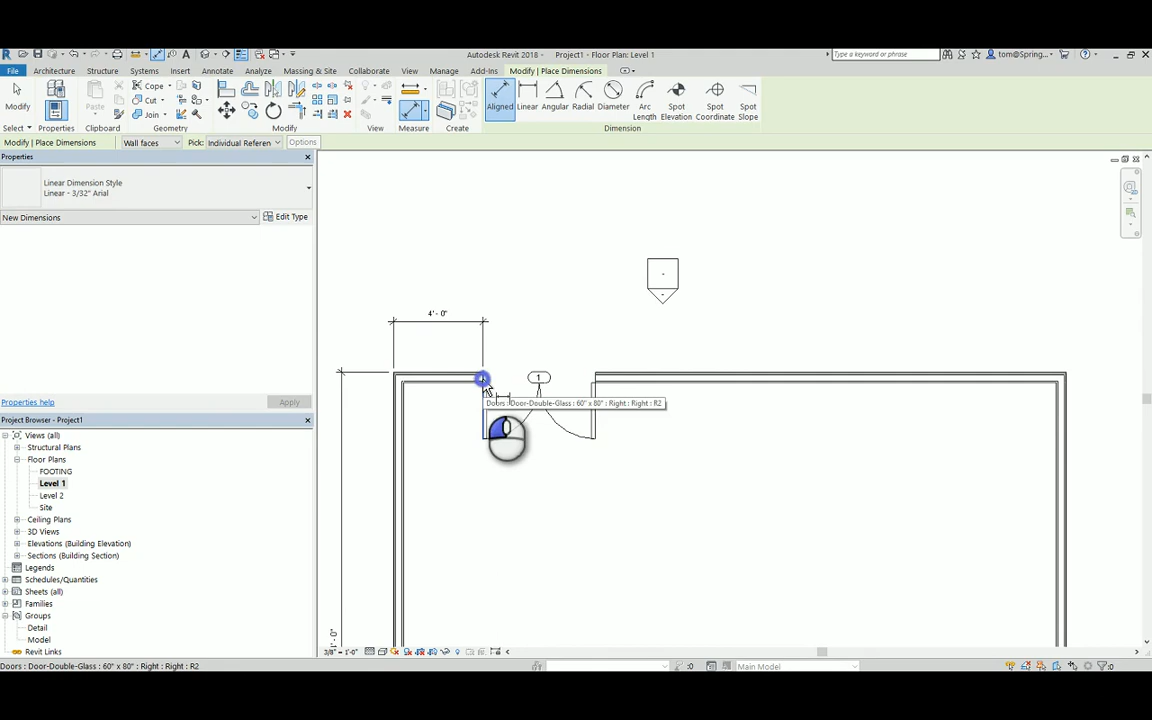 Autodesk Revit 2018 - Project1 - Floor Plan: Level 1
Type a keyword or phrase
tom@Spring...
File Architecture Structure Systems Insert Annotate Analyze Massing & Site Collaborate View Manage Add-Ins Modify | Place Dimensions
Modify
Paste
Cope
Cut
Join
Aligned Linear Angular Radial Diameter Arc Length Spot Elevation Spot Coordinate Spot Slope
Select Properties Clipboard Geometry Modify View Measure Create Dimension
Modify | Place Dimensions Wall faces Pick: Individual Referen Options
Properties
Linear Dimension Style
Linear - 3/32" Arial
New Dimensions Edit Type
Properties help Apply
Project Browser - Project1
Views (all)
Structural Plans
Floor Plans
FOOTING
Level 1
Level 2
Site
Ceiling Plans
3D Views
Elevations (Building Elevation)
Sections (Building Section)
Legends
Schedules/Quantities
Sheets (all)
Families
Groups
Detail
Model
Revit Links
4' - 0"
1
Doors : Door-Double-Glass : 60" x 80" : Right : Right : R2
' - 0"
3/8" = 1'-0"
Doors : Door-Double-Glass : 60" x 80" : Right : Right : R2
:0
Main Model
:0